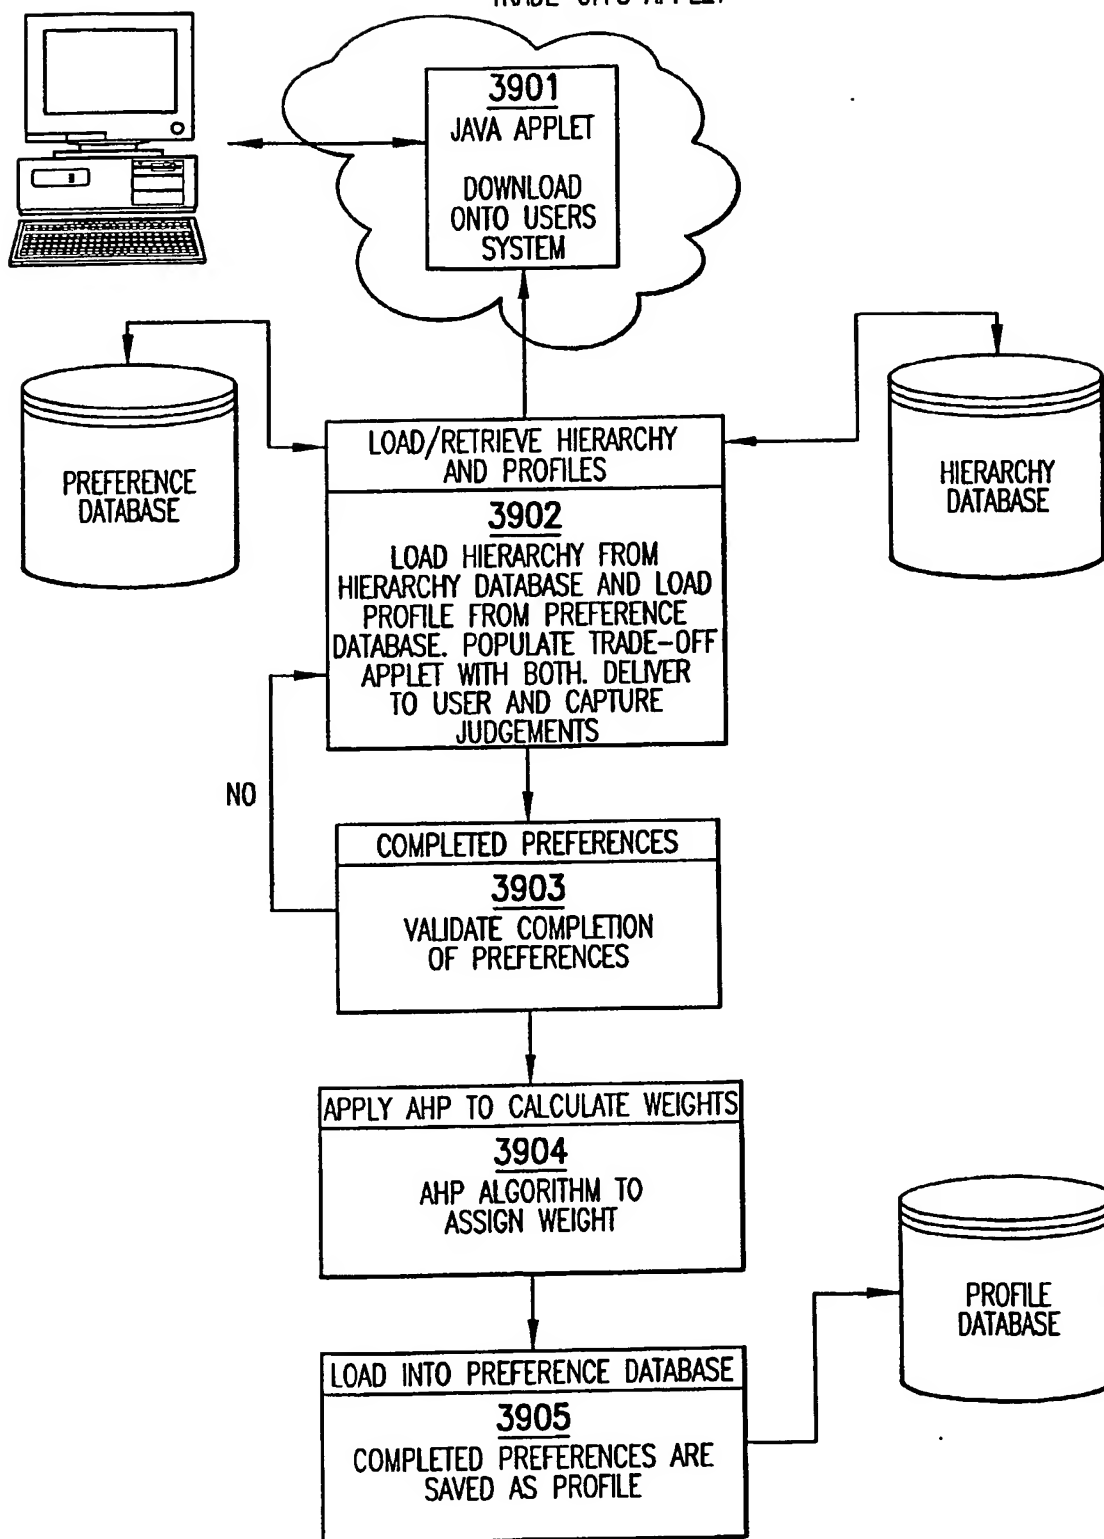 3901
JAVA APPLET
DOWNLOAD
ONTO USERS
SYSTEM
PREFERENCE
DATABASE
LOAD/RETRIEVE HIERARCHY
AND PROFILES
HIERARCHY
DATABASE
3902
LOAD HIERARCHY FROM
HIERARCHY DATABASE AND LOAD
PROFILE FROM PREFERENCE
DATABASE. POPULATE TRADE-OFF
APPLET WITH BOTH. DELIVER
TO USER AND CAPTURE
JUDGEMENTS
NO
COMPLETED PREFERENCES
3903
VALIDATE COMPLETION
OF PREFERENCES
APPLY AHP TO CALCULATE WEIGHTS
3904
AHP ALGORITHM TO
ASSIGN WEIGHT
PROFILE
DATABASE
LOAD INTO PREFERENCE DATABASE
3905
COMPLETED PREFERENCES ARE
SAVED AS PROFILE